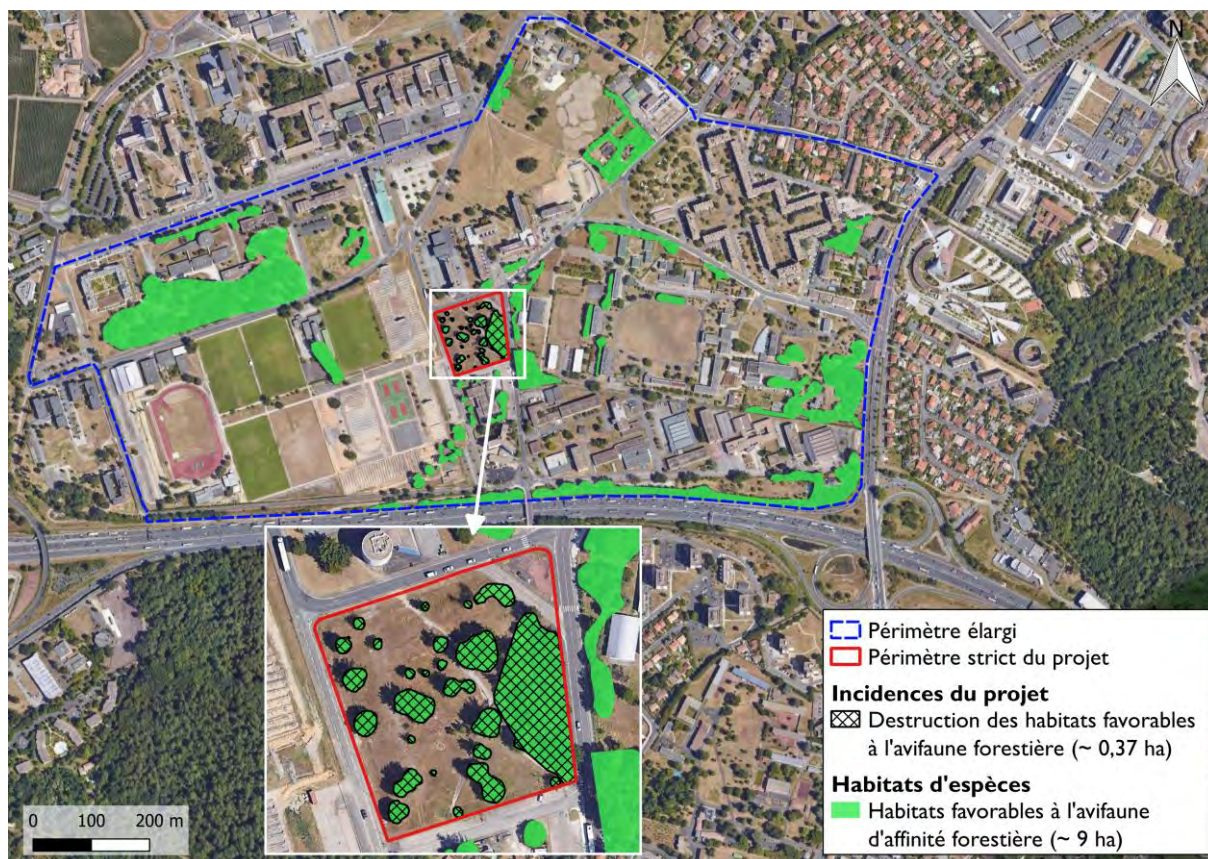 N
Périmètre élargi
Périmètre strict du projet
Incidences du projet
Destruction des habitats favorables
à l'avifaune forestière (~ 0,37 ha)
Habitats d'espèces
Habitats favorables à l'avifaune
d'affinité forestière (~ 9 ha)
0 100 200 m